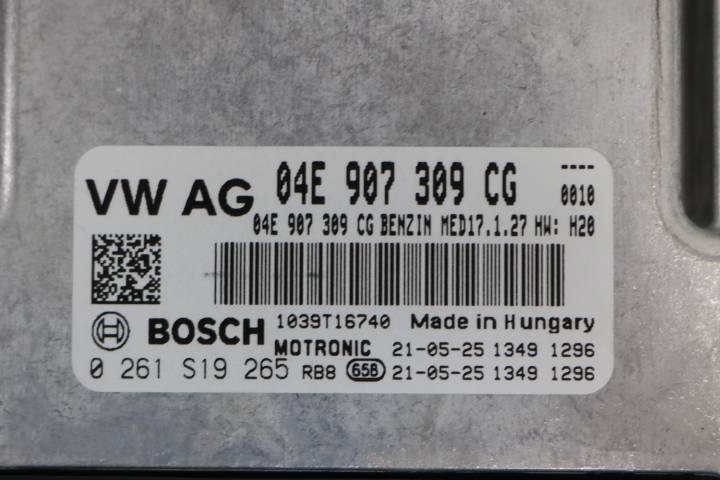 VW AG 04E 907 309 CG ----
0010
04E 907 309 CG BENZIN MED17.1.27 HW: H20
BOSCH 1039T16740 Made in Hungary
MOTRONIC 21-05-25 1349 1296
0 261 S19 265 RB8 658 21-05-25 1349 1296